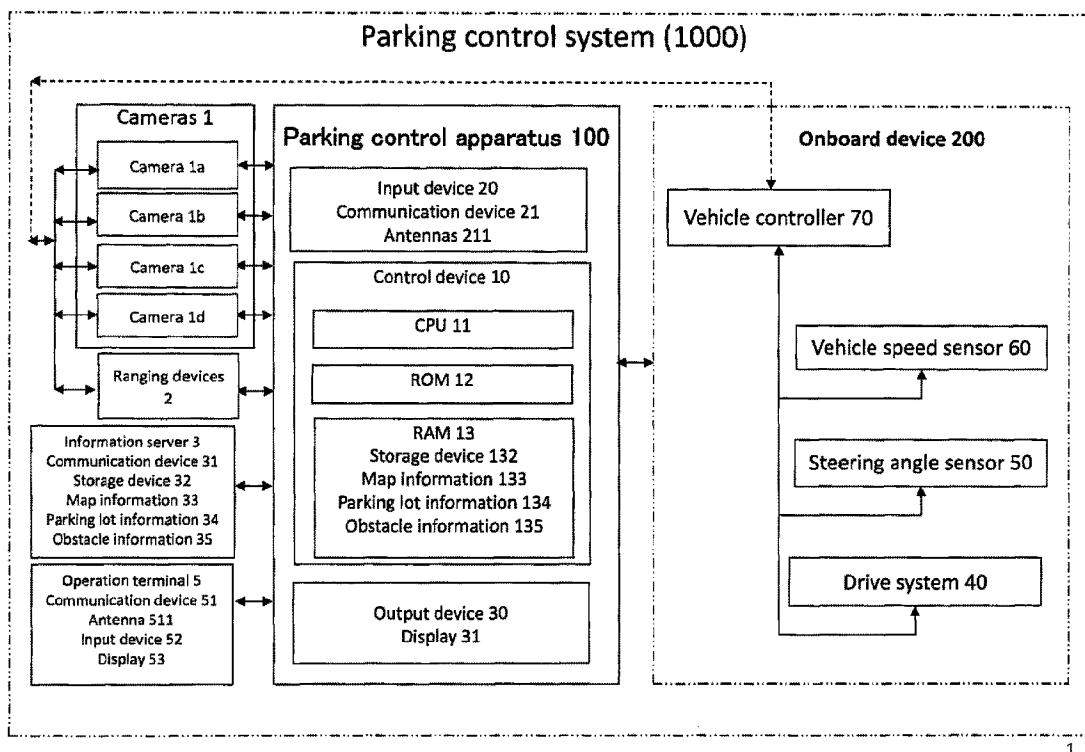 Parking control system (1000)
Cameras 1
Camera 1a
Camera 1b
Camera 1c
Camera 1d
Ranging devices
2
Information server 3
Communication device 31
Storage device 32
Map information 33
Parking lot information 34
Obstacle information 35
Operation terminal 5
Communication device 51
Antenna 511
Input device 52
Display 53
Parking control apparatus 100
Input device 20
Communication device 21
Antennas 211
Control device 10
CPU 11
ROM 12
RAM 13
Storage device 132
Map information 133
Parking lot information 134
Obstacle information 135
Output device 30
Display 31
Onboard device 200
Vehicle controller 70
Vehicle speed sensor 60
Steering angle sensor 50
Drive system 40
1